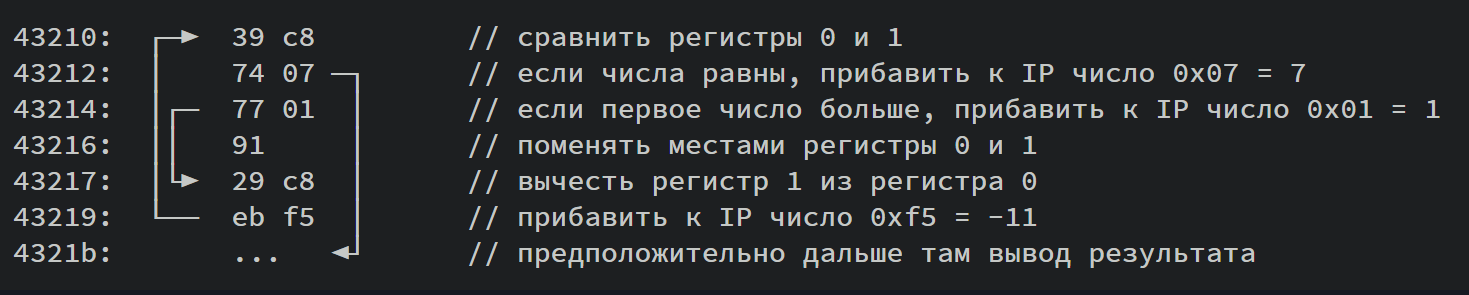 43210: 39 c8 // сравнить регистры 0 и 1
43212: 74 07 // если числа равны, прибавить к IP число 0x07 = 7
43214: 77 01 // если первое число больше, прибавить к IP число 0x01 = 1
43216: 91 // поменять местами регистры 0 и 1
43217: 29 c8 // вычесть регистр 1 из регистра 0
43219: eb f5 // прибавить к IP число 0xf5 = -11
4321b: ... // предположительно дальше там вывод результата